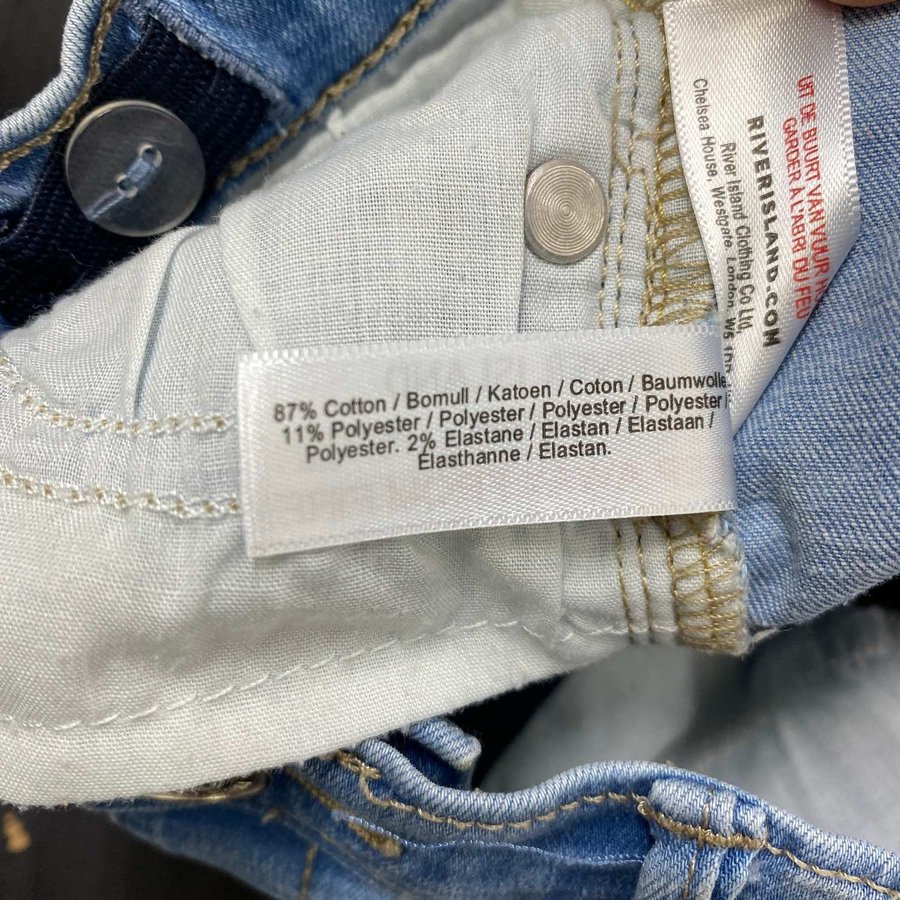 87% Cotton / Bomull / Katoen / Coton / Baumwolle
11% Polyester / Polyester / Polyester / Polyester /
Polyester. 2% Elastane / Elastan / Elastaan /
Élasthanne / Elastan.
UIT DE BUURT VAN VUUR
GARDER À L'ABRI DU FEU
RIVERISLAND.COM
River Island Clothing Co Ltd,
Chelsea House, Westgate, London, W5